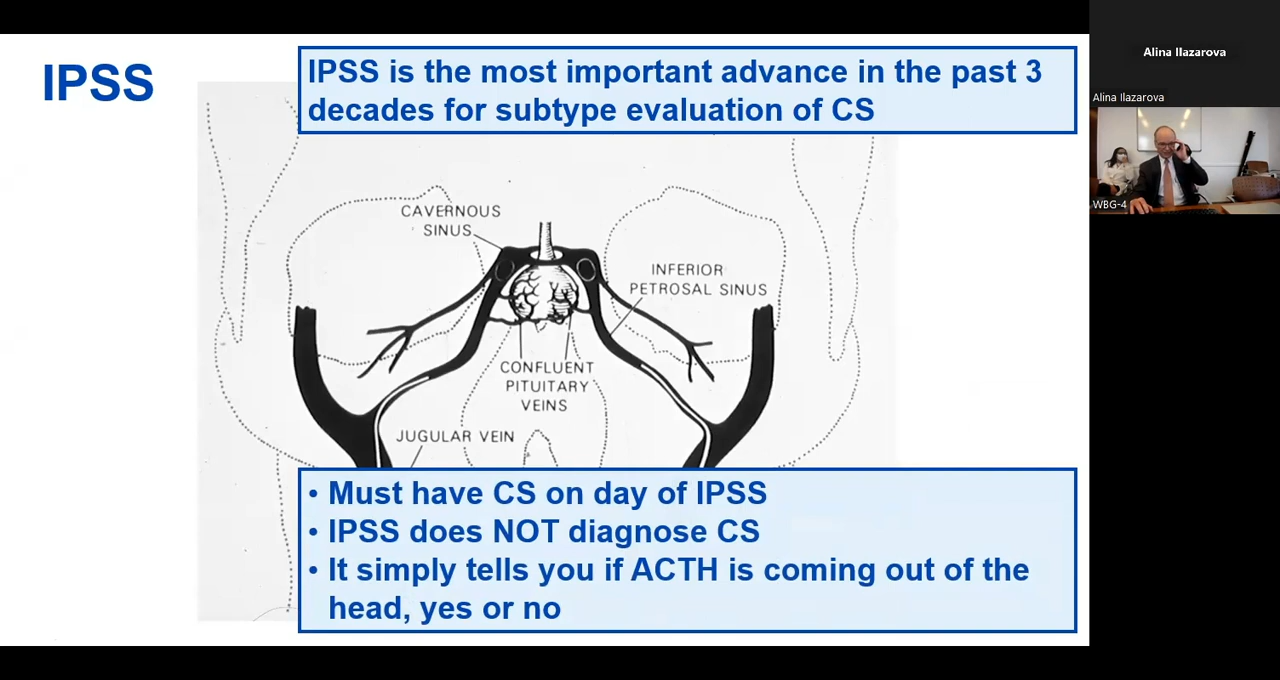 IPSS
IPSS is the most important advance in the past 3
decades for subtype evaluation of CS
CAVERNOUS
SINUS
INFERIOR
PETROSAL SINUS
CONFLUENT
PITUITARY
VEINS
JUGULAR VEIN
• Must have CS on day of IPSS
• IPSS does NOT diagnose CS
• It simply tells you if ACTH is coming out of the
head, yes or no
Alina Ilazarova
Alina Ilazarova
WBG-4